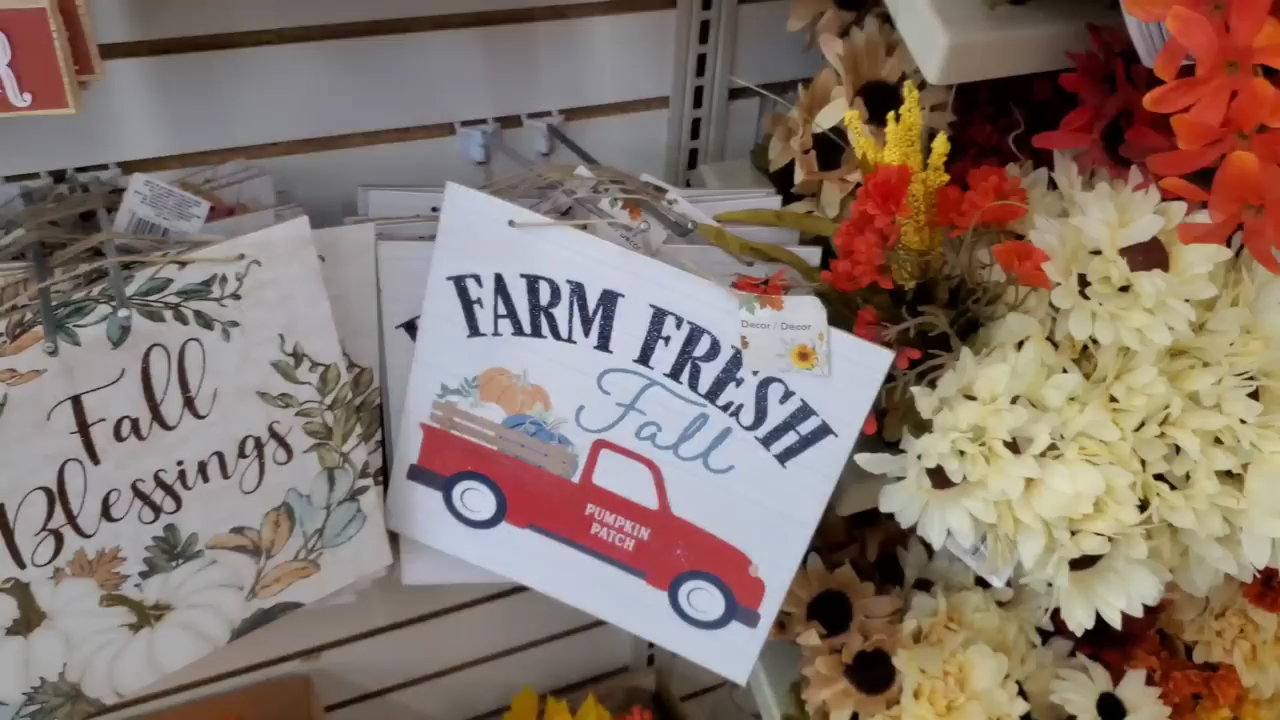 Fall
Blessings
FARM FRESH
Fall
PUMPKIN
PATCH
Decor / Décor
R